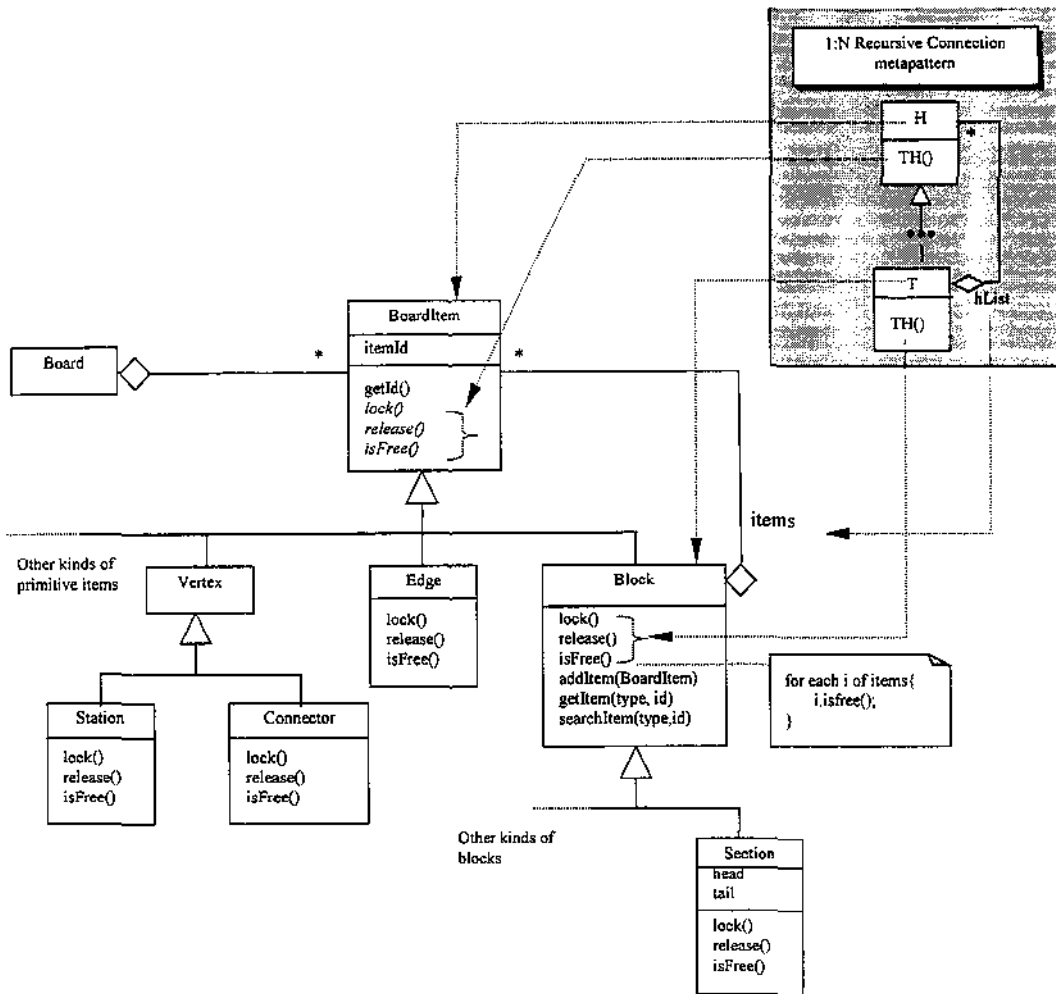 1:N Recursive Connection
metapattern
H
*
TH()
T
hList
TH()
BoardItem
itemId
getId()
lock()
release()
isFree()
Board
*
*
items
Other kinds of
primitive items
Vertex
Edge
lock()
release()
isFree()
Block
lock()
release()
isFree()
addItem(BoardItem)
getItem(type, id)
searchItem(type,id)
for each i of items{
i.isfree();
}
Station
lock()
release()
isFree()
Connector
lock()
release()
isFree()
Other kinds of
blocks
Section
head
tail
lock()
release()
isFree()